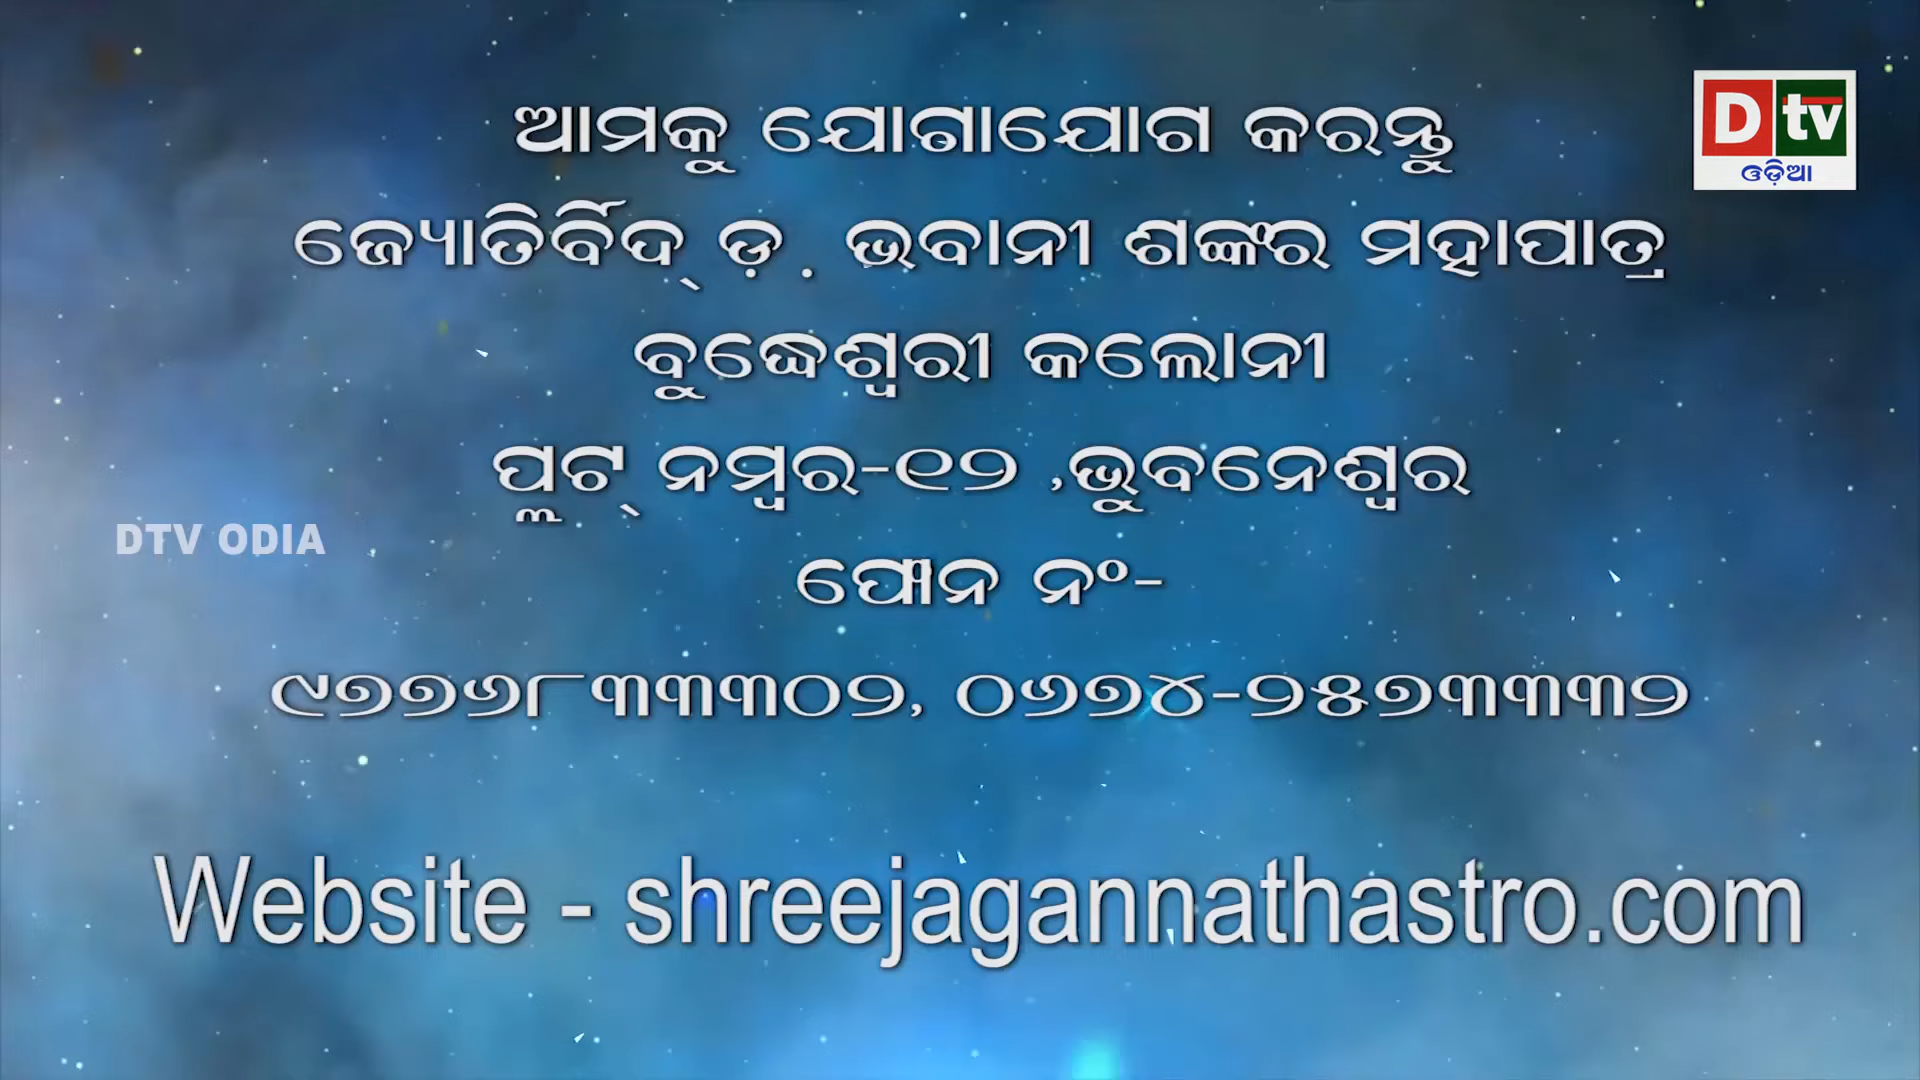 ଆମକୁ ଯୋଗାଯୋଗ କରନ୍ତୁ
D tv
ଓଡ଼ିଆ
ଜ୍ୟୋତିର୍ବିଦ୍ ଡ଼. ଭବାନୀ ଶଙ୍କର ମହାପାତ୍ର
ବୁଦ୍ଧେଶ୍ୱରୀ କଲୋନୀ
ପ୍ଲଟ୍ ନମ୍ବର-୧୨ ,ଭୁବନେଶ୍ୱର
DTV ODIA
ଫୋନ ନଂ-
୯୭୭୬୮୩୩୩୦୨, ୦୬୭୪-୨୫୭୩୩୩୨
Website - shreejagannathastro.com